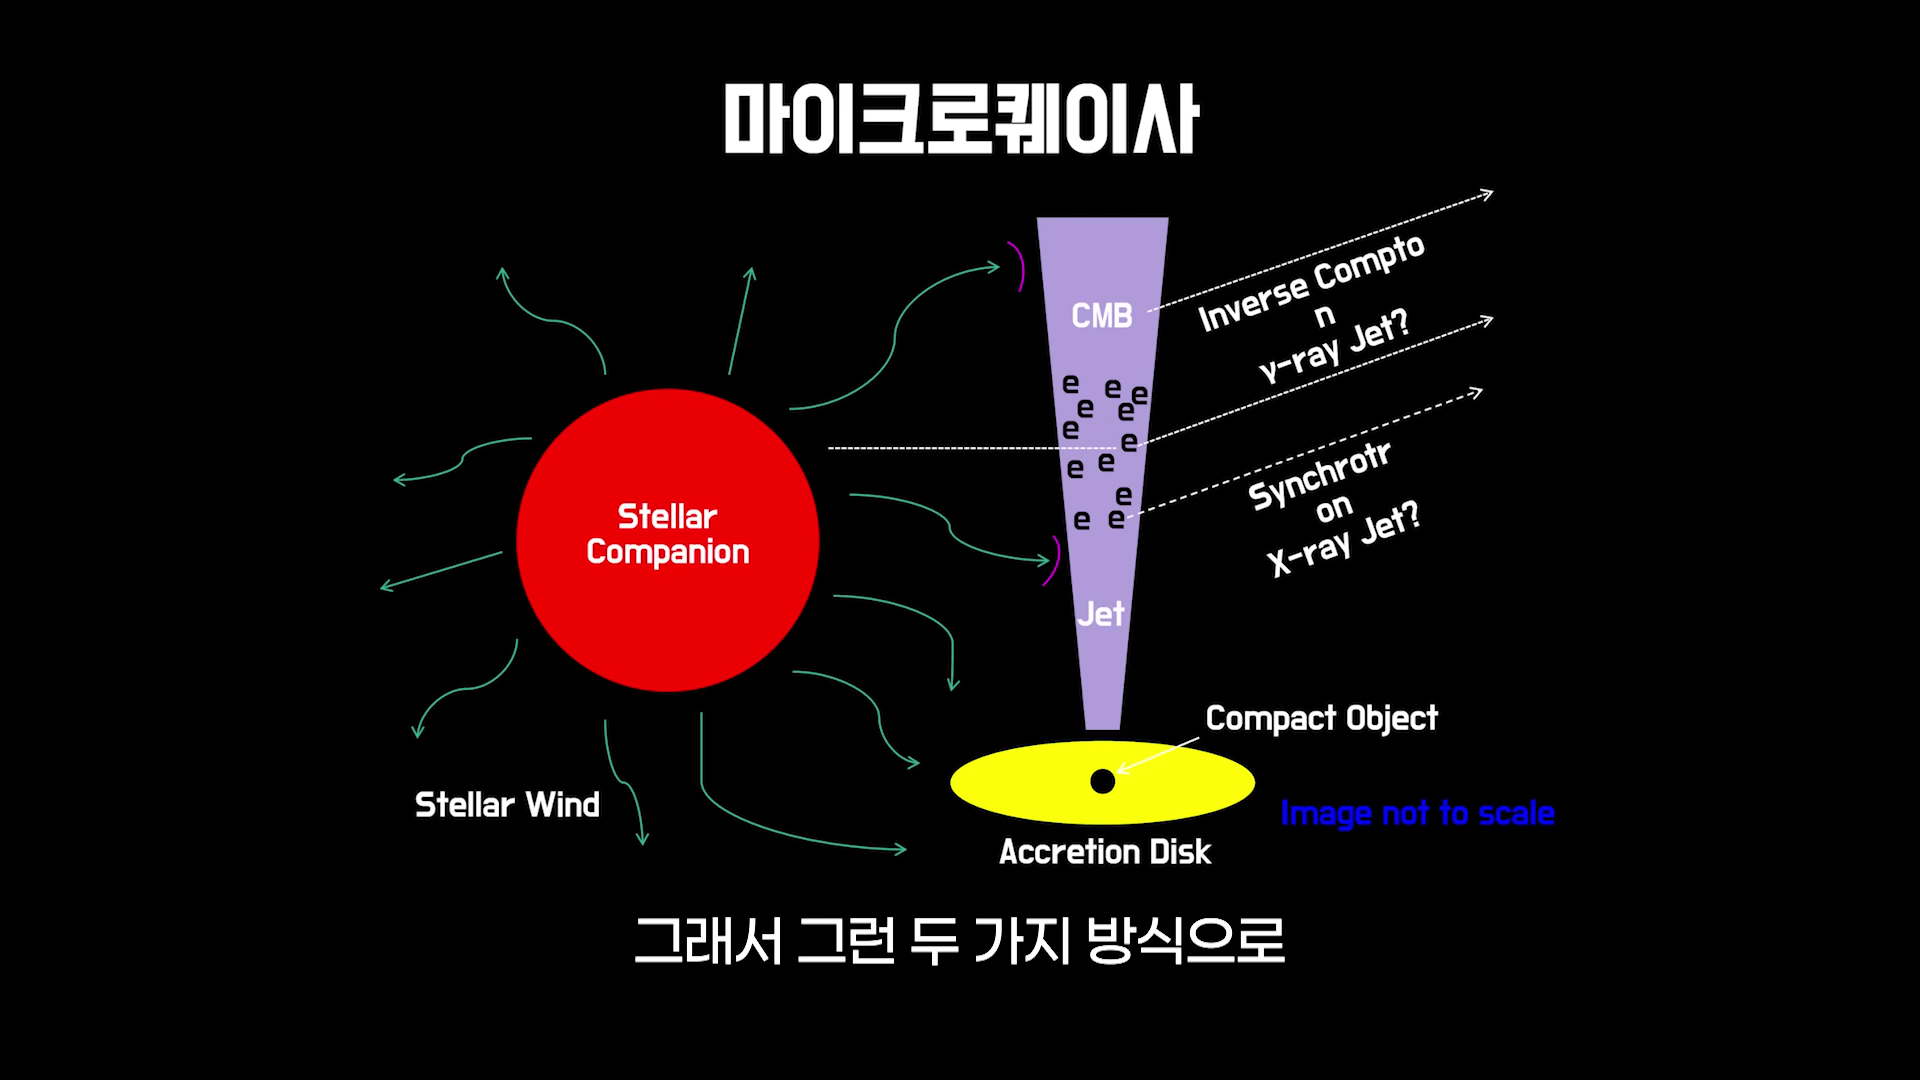 마이크로퀘이사
Inverse Compto
n
γ-ray Jet?
CMB
e e e
e e
e
e
e e
e
e e
Synchrotr
on
X-ray Jet?
Stellar
Companion
Jet
Compact Object
Stellar Wind
Image not to scale
Accretion Disk
그래서 그런 두 가지 방식으로